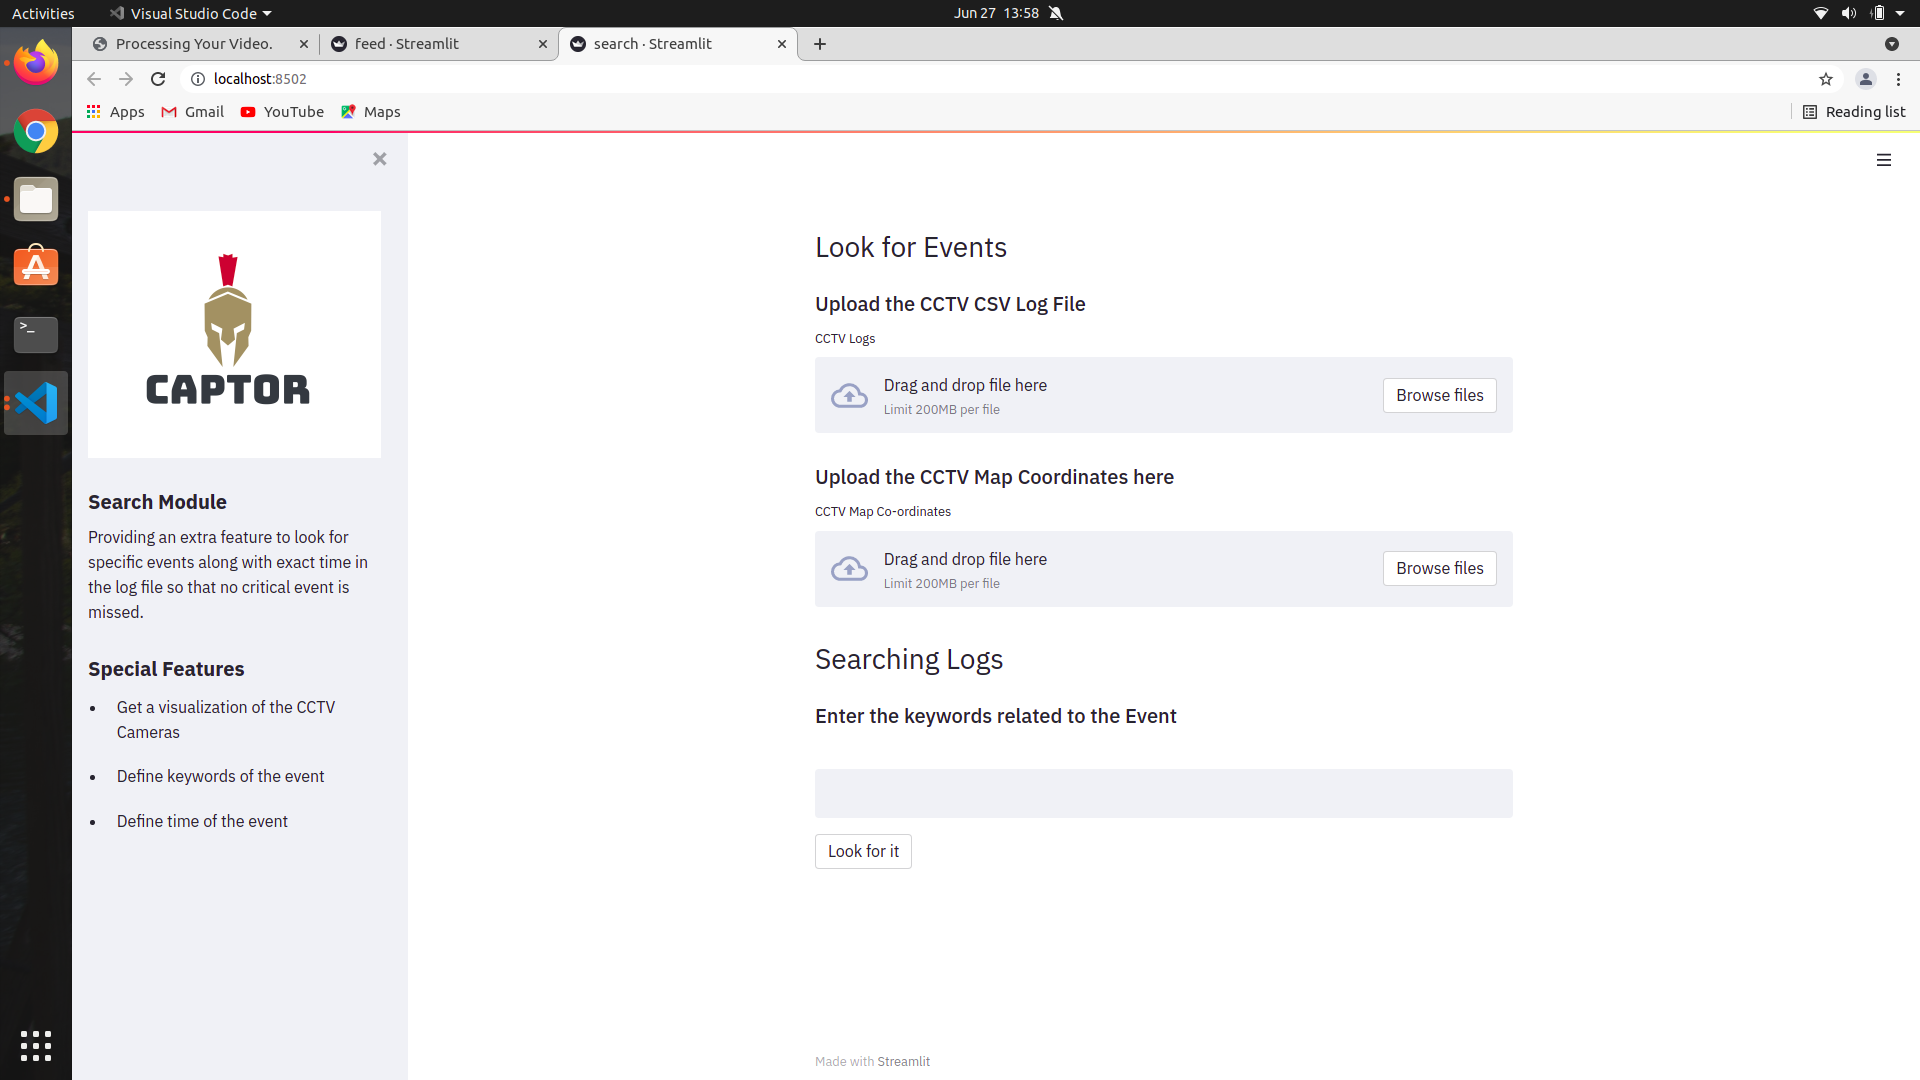 Activities
Visual Studio Code
Jun 27 13:58
Processing Your Video.
feed · Streamlit
search · Streamlit
localhost:8502
Apps
Gmail
YouTube
Maps
Reading list
CAPTOR
Search Module
Providing an extra feature to look for
specific events along with exact time in
the log file so that no critical event is
missed.
Special Features
Get a visualization of the CCTV
Cameras
Define keywords of the event
Define time of the event
Look for Events
Upload the CCTV CSV Log File
CCTV Logs
Drag and drop file here
Limit 200MB per file
Browse files
Upload the CCTV Map Coordinates here
CCTV Map Co-ordinates
Drag and drop file here
Limit 200MB per file
Browse files
Searching Logs
Enter the keywords related to the Event
Look for it
Made with Streamlit